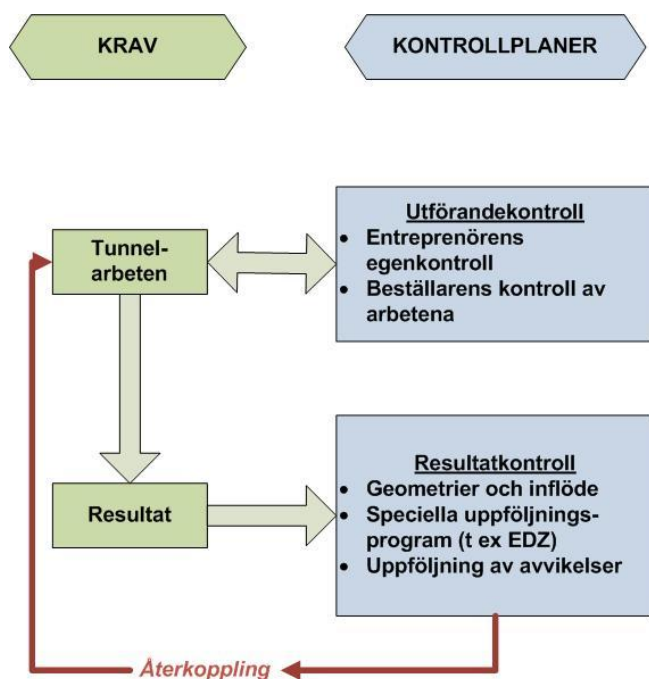 KRAV
KONTROLLPLANER
Tunnel-
arbeten
Utförandekontroll
• Entreprenörens
egenkontroll
• Beställarens kontroll av
arbetena
Resultat
Resultatkontroll
• Geometrier och inflöde
• Speciella uppföljnings-
program (t ex EDZ)
• Uppföljning av avvikelser
Återkoppling